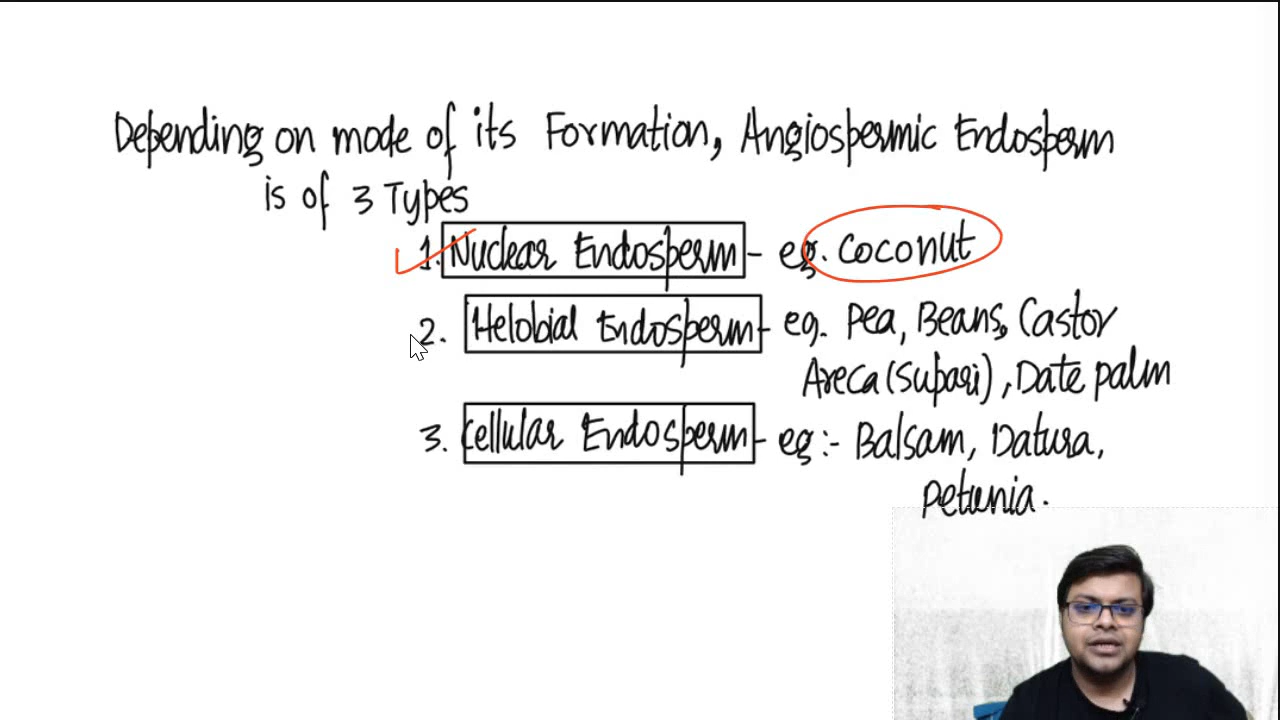 Depending on mode of its Formation, Angiospermic Endosperm
is of 3 Types
1. Nuclear Endosperm - eg. Coconut
2. Helobial Endosperm - eg. Pea, Beans, Castor
Areca (Supari), Date palm
3. Cellular Endosperm - eg:- Balsam, Datura,
Petunia.